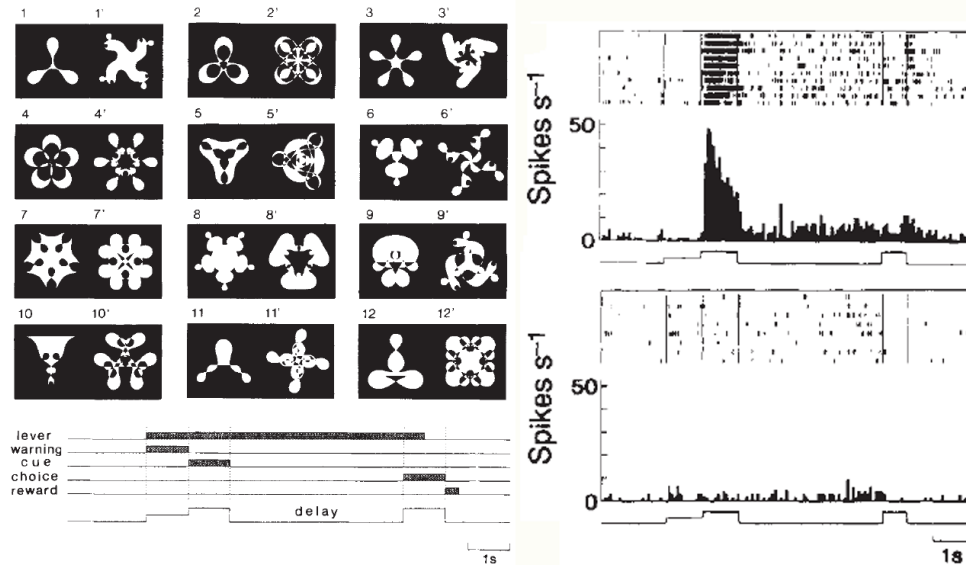 1 1' 2 2' 3 3'
4 4' 5 5' 6 6'
7 7' 8 8' 9 9'
10 10' 11 11' 12 12'
lever
warning
cue
choice
reward
delay
1s
Spikes s⁻¹
50
0
Spikes s⁻¹
50
0
1s